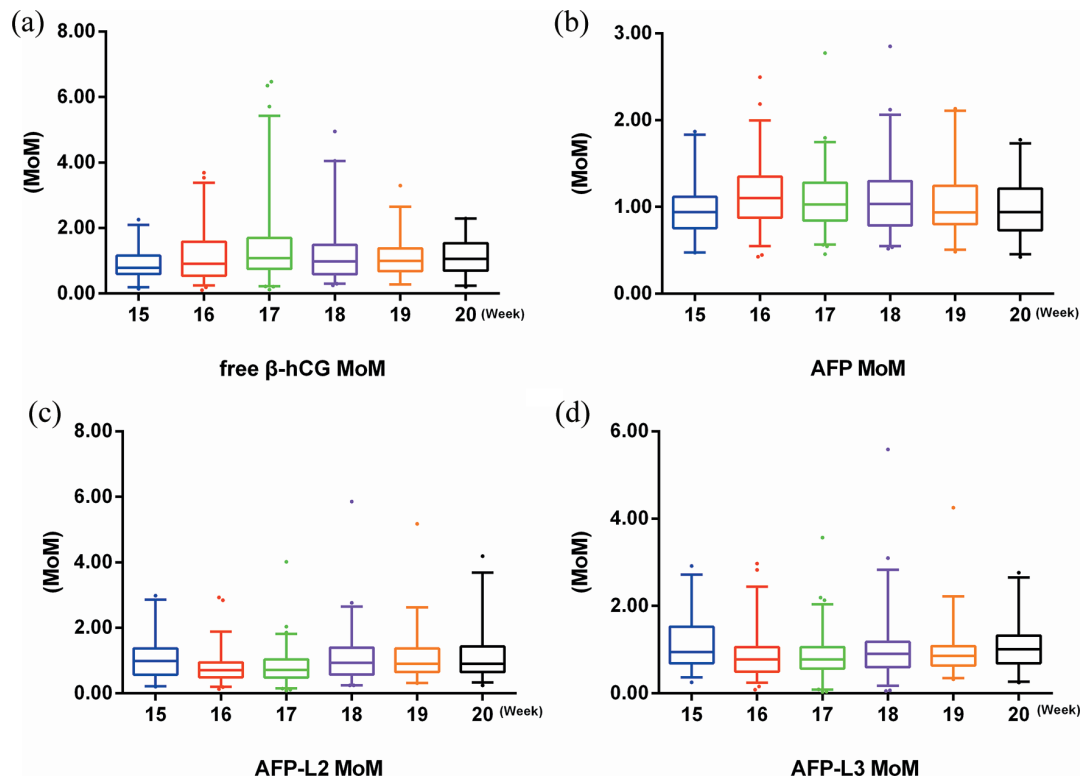 (a)
8.00
6.00
4.00
2.00
0.00
(MoM)
15 16 17 18 19 20 (Week)
free β-hCG MoM
(b)
3.00
2.00
1.00
0.00
(MoM)
15 16 17 18 19 20 (Week)
AFP MoM
(c)
8.00
6.00
4.00
2.00
0.00
(MoM)
15 16 17 18 19 20 (Week)
AFP-L2 MoM
(d)
6.00
4.00
2.00
0.00
(MoM)
15 16 17 18 19 20 (Week)
AFP-L3 MoM